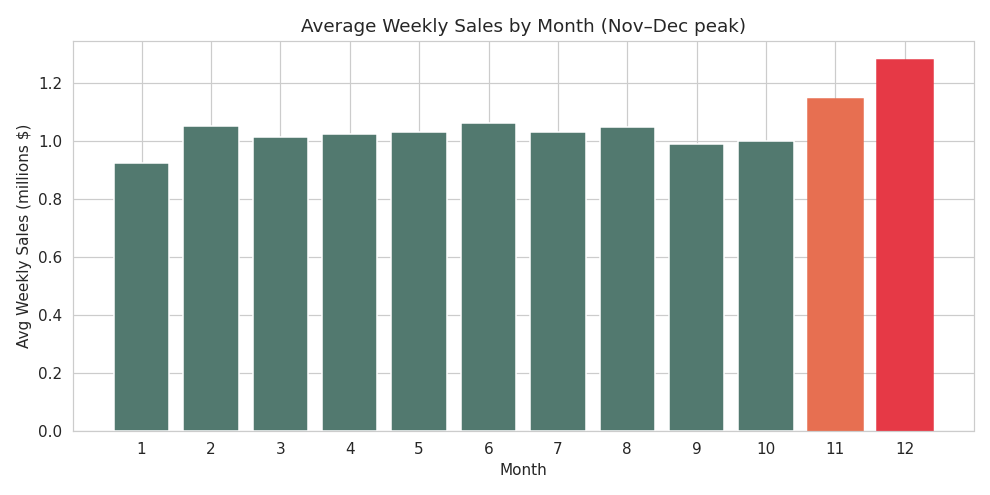 Average Weekly Sales by Month (Nov–Dec peak)
Avg Weekly Sales (millions $)
1.2
1.0
0.8
0.6
0.4
0.2
0.0
1 2 3 4 5 6 7 8 9 10 11 12
Month